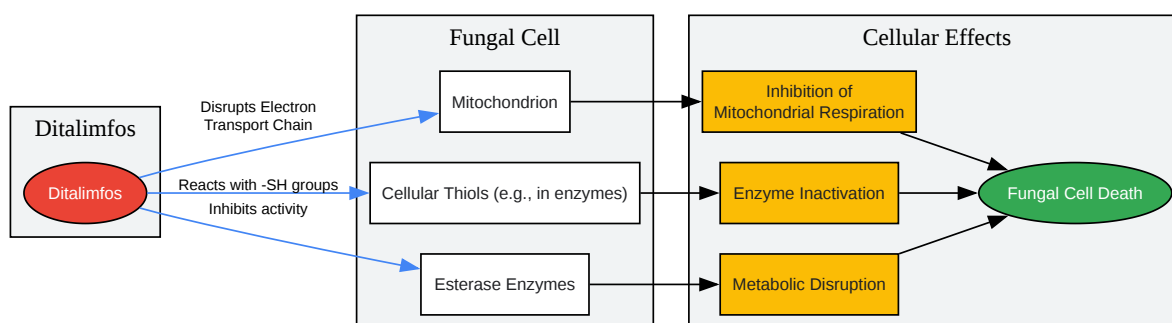 Ditalimfos
Ditalimfos
Disrupts Electron
Transport Chain
Reacts with -SH groups
Inhibits activity
Fungal Cell
Mitochondrion
Cellular Thiols (e.g., in enzymes)
Esterase Enzymes
Cellular Effects
Inhibition of
Mitochondrial Respiration
Enzyme Inactivation
Metabolic Disruption
Fungal Cell Death